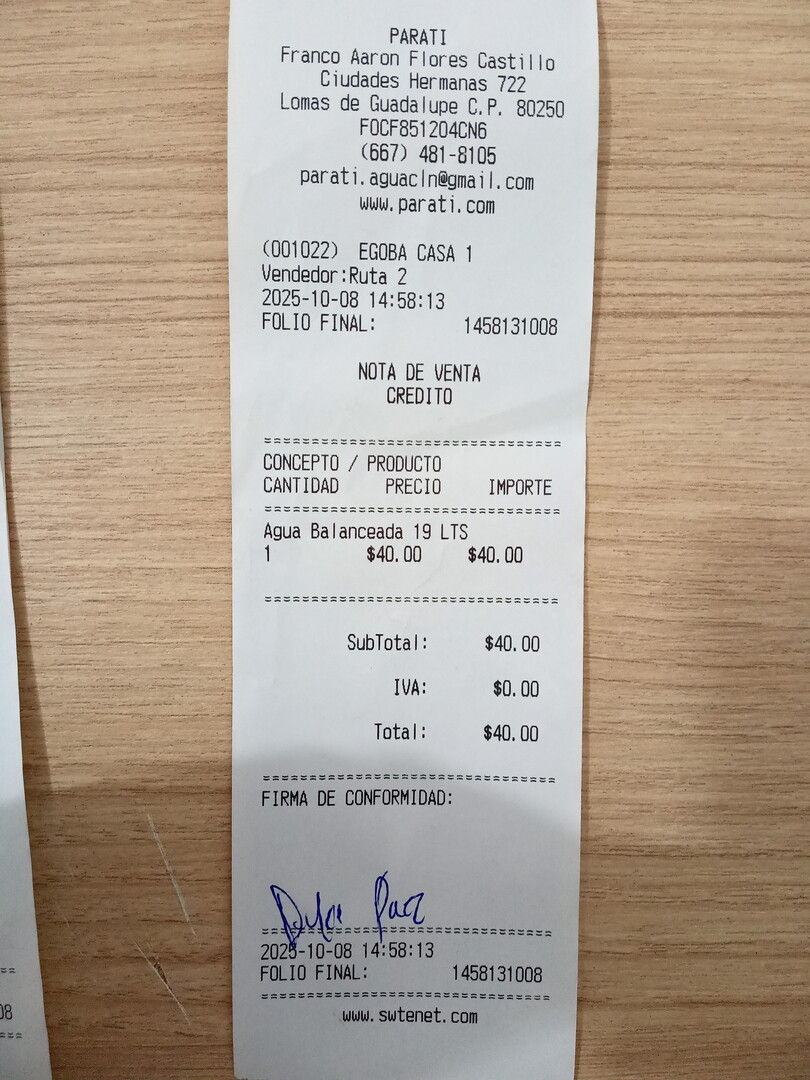 PARATI
Franco Aaron Flores Castillo
Ciudades Hermanas 722
Lomas de Guadalupe C.P. 80250
FOCF851204CN6
(667) 481-8105
parati.aguacln@gmail.com
www.parati.com
(001022) EGOBA CASA 1
Vendedor:Ruta 2
2025-10-08 14:58:13
FOLIO FINAL: 1458131008
NOTA DE VENTA
CREDITO
CONCEPTO / PRODUCTO
CANTIDAD PRECIO IMPORTE
Agua Balanceada 19 LTS
1 $40.00 $40.00
SubTotal: $40.00
IVA: $0.00
Total: $40.00
FIRMA DE CONFORMIDAD:
2025-10-08 14:58:13
FOLIO FINAL: 1458131008
www.swtenet.com
08